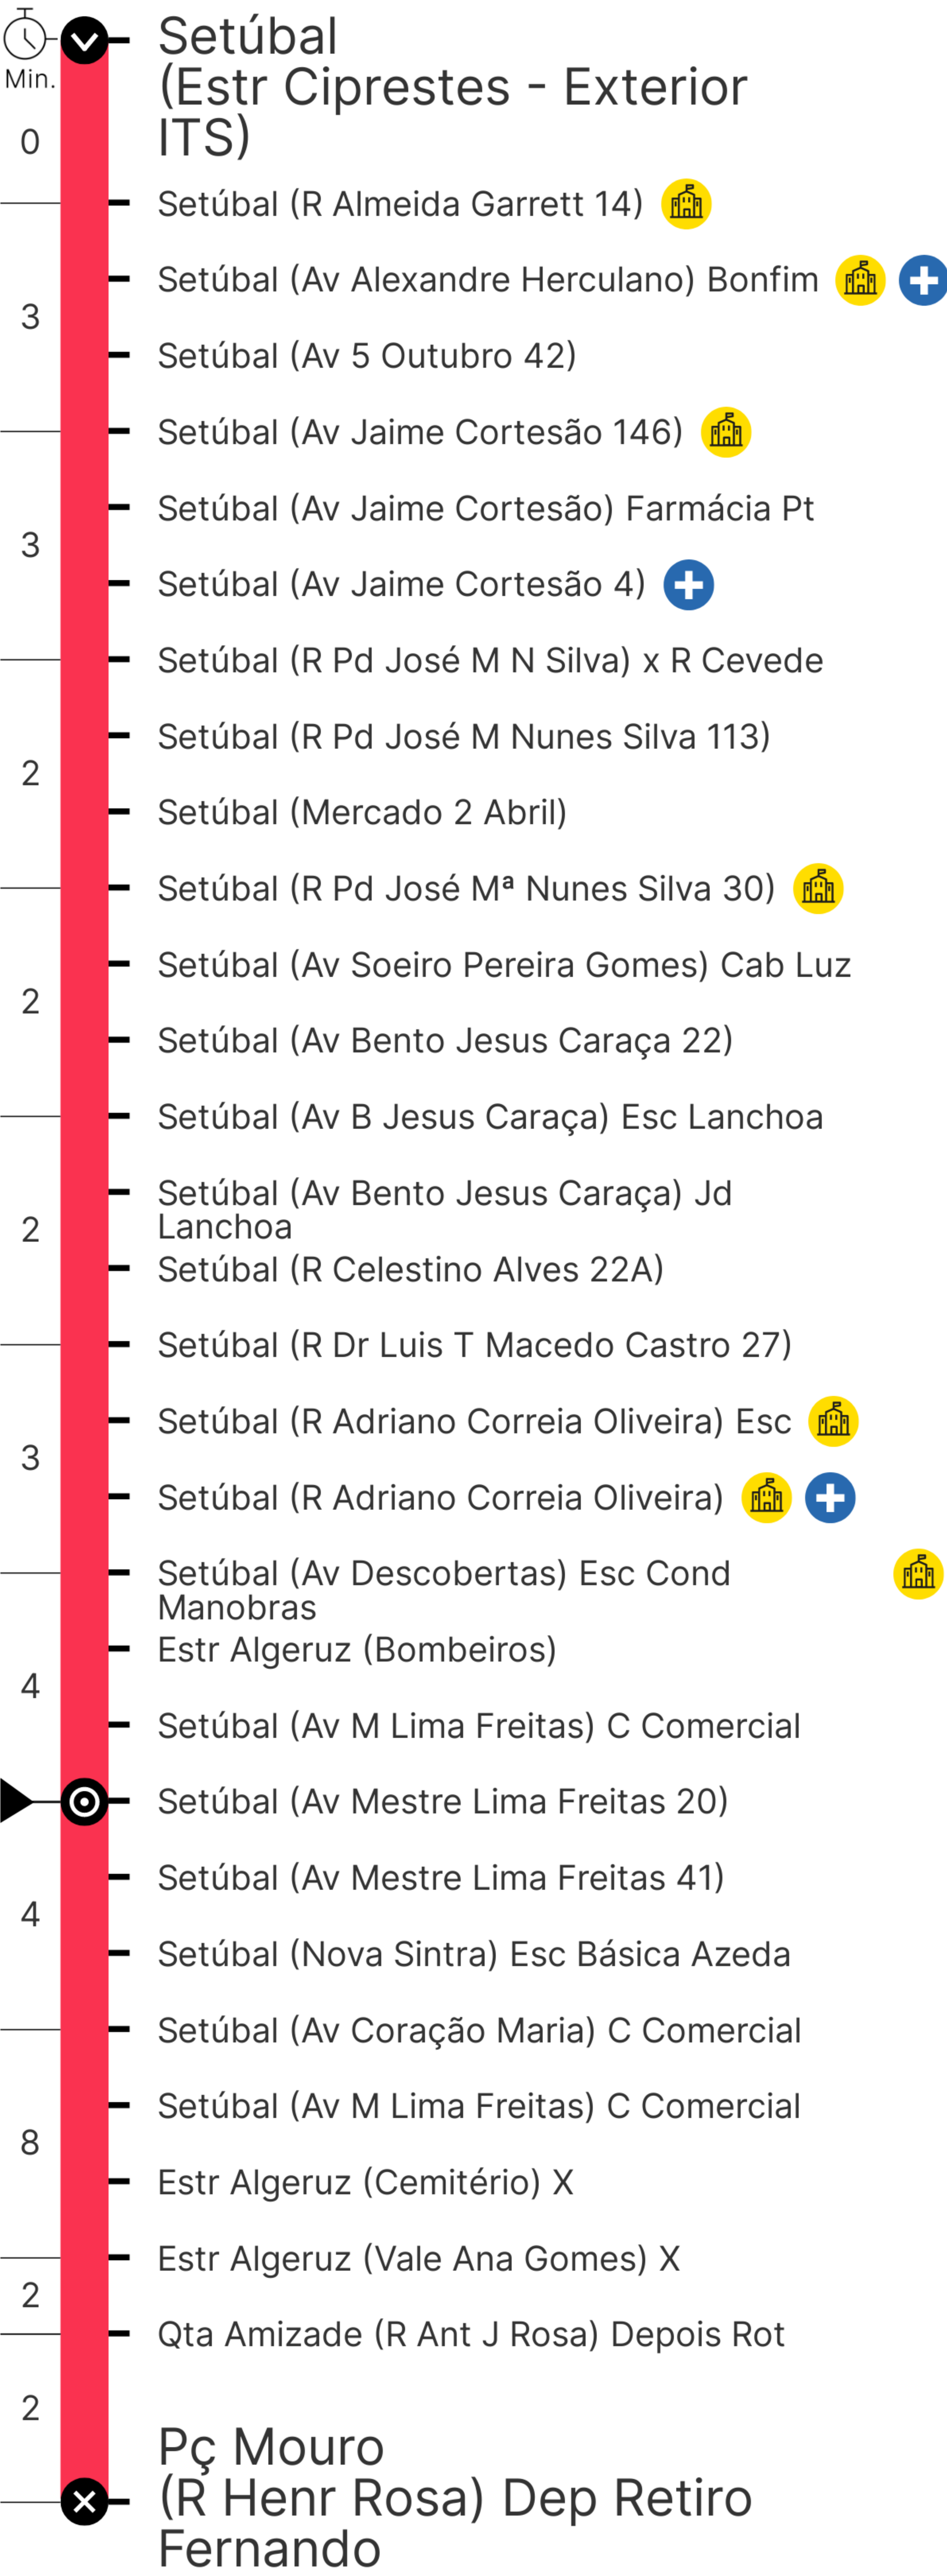 Setúbal
(Estr Ciprestes - Exterior
ITS)
Min.
0
Setúbal (R Almeida Garrett 14)
Setúbal (Av Alexandre Herculano) Bonfim
3
Setúbal (Av 5 Outubro 42)
Setúbal (Av Jaime Cortesão 146)
Setúbal (Av Jaime Cortesão) Farmácia Pt
3
Setúbal (Av Jaime Cortesão 4)
Setúbal (R Pd José M N Silva) x R Cevede
Setúbal (R Pd José M Nunes Silva 113)
2
Setúbal (Mercado 2 Abril)
Setúbal (R Pd José Mª Nunes Silva 30)
Setúbal (Av Soeiro Pereira Gomes) Cab Luz
2
Setúbal (Av Bento Jesus Caraça 22)
Setúbal (Av B Jesus Caraça) Esc Lanchoa
Setúbal (Av Bento Jesus Caraça) Jd
Lanchoa
2
Setúbal (R Celestino Alves 22A)
Setúbal (R Dr Luis T Macedo Castro 27)
Setúbal (R Adriano Correia Oliveira) Esc
3
Setúbal (R Adriano Correia Oliveira)
Setúbal (Av Descobertas) Esc Cond
Manobras
Estr Algeruz (Bombeiros)
4
Setúbal (Av M Lima Freitas) C Comercial
Setúbal (Av Mestre Lima Freitas 20)
Setúbal (Av Mestre Lima Freitas 41)
4
Setúbal (Nova Sintra) Esc Básica Azeda
Setúbal (Av Coração Maria) C Comercial
Setúbal (Av M Lima Freitas) C Comercial
8
Estr Algeruz (Cemitério) X
Estr Algeruz (Vale Ana Gomes) X
2
Qta Amizade (R Ant J Rosa) Depois Rot
2
Pç Mouro
(R Henr Rosa) Dep Retiro
Fernando